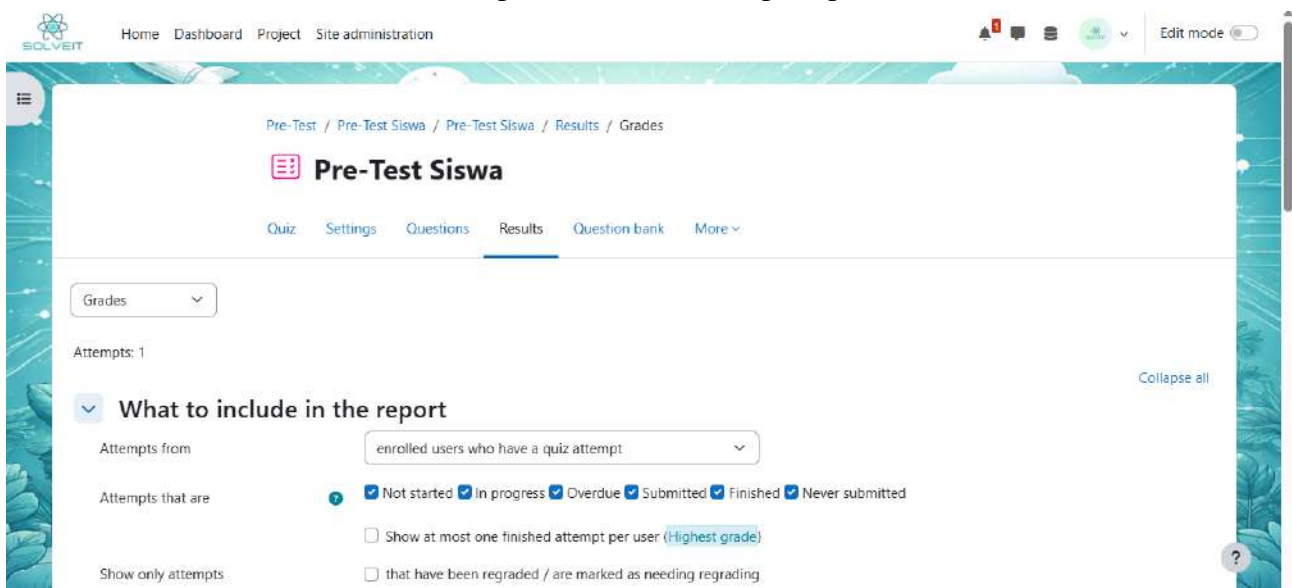 SOLVEIT
Home Dashboard Project Site administration
1
Edit mode
Pre-Test / Pre-Test Siswa / Pre-Test Siswa / Results / Grades
Pre-Test Siswa
Quiz Settings Questions Results Question bank More
Grades
Attempts: 1
Collapse all
What to include in the report
Attempts from enrolled users who have a quiz attempt
Attempts that are ? Not started In progress Overdue Submitted Finished Never submitted
Show at most one finished attempt per user (Highest grade)
?
Show only attempts that have been regraded / are marked as needing regrading